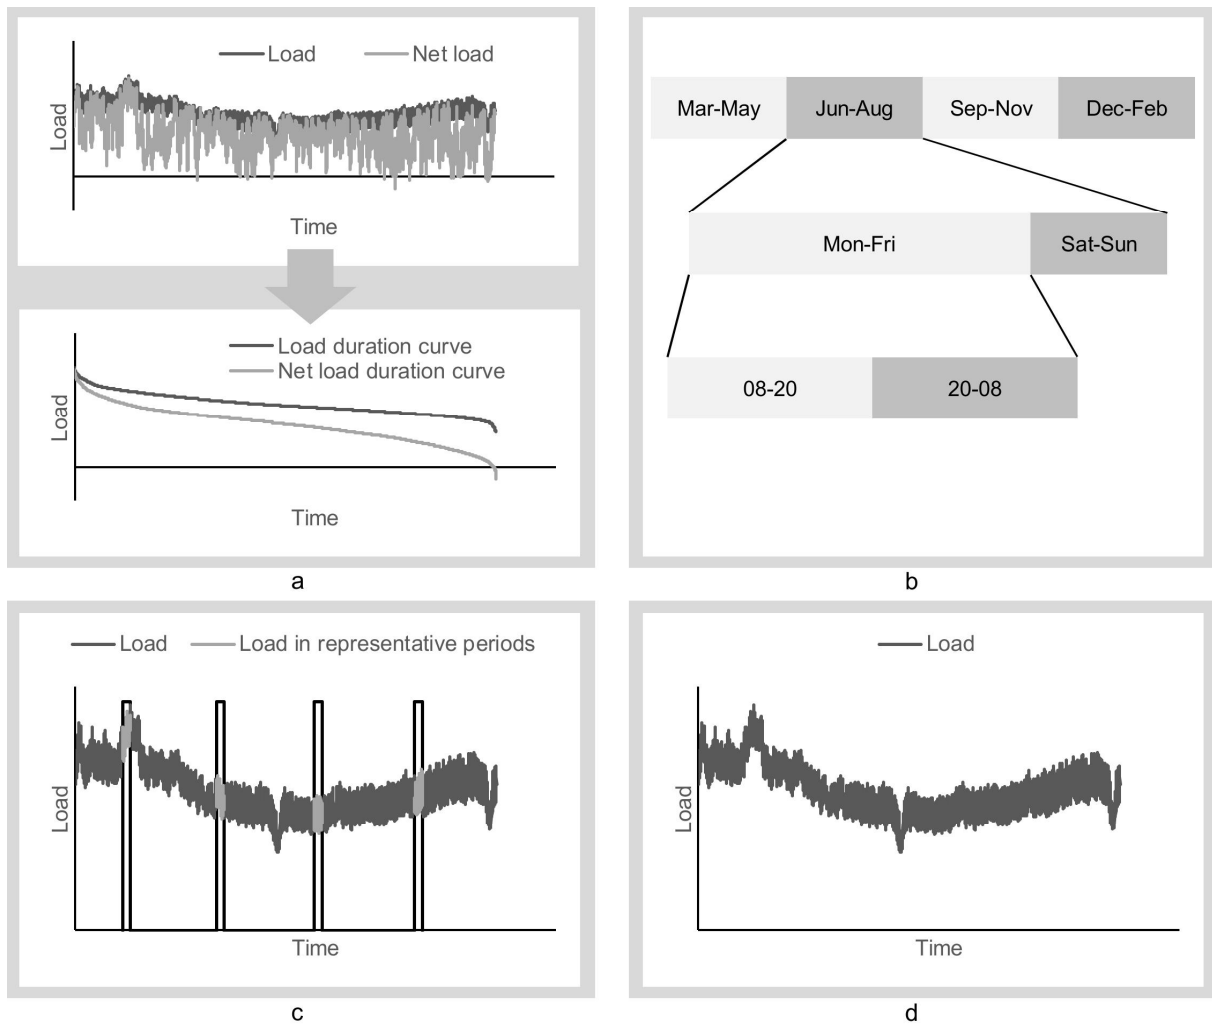 Load Net load
Load
Time
Load duration curve
Net load duration curve
Load
Time
a
Mar-May Jun-Aug Sep-Nov Dec-Feb
Mon-Fri Sat-Sun
08-20 20-08
b
Load Load in representative periods
Load
Time
c
Load
Load
Time
d